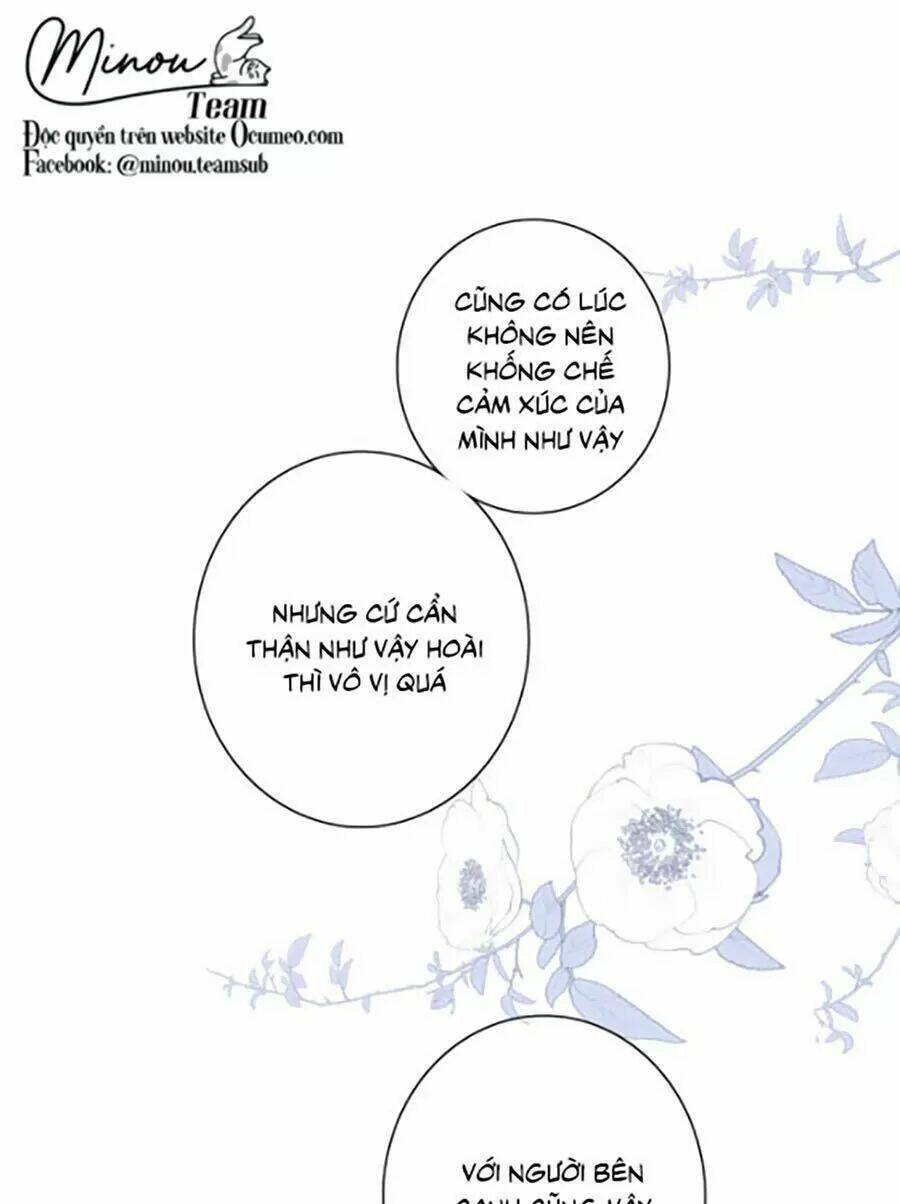 Minou
Team
Độc quyền trên website Ocumeo.com
Facebook: @minou.teamsub
CŨNG CÓ LÚC
KHÔNG NÊN
KHỐNG CHẾ
CẢM XÚC CỦA
MÌNH NHƯ VẬY
NHƯNG CỨ CẨN
THẬN NHƯ VẬY HOÀI
THÌ VÔ VỊ QUÁ
VỚI NGƯỜI BÊN